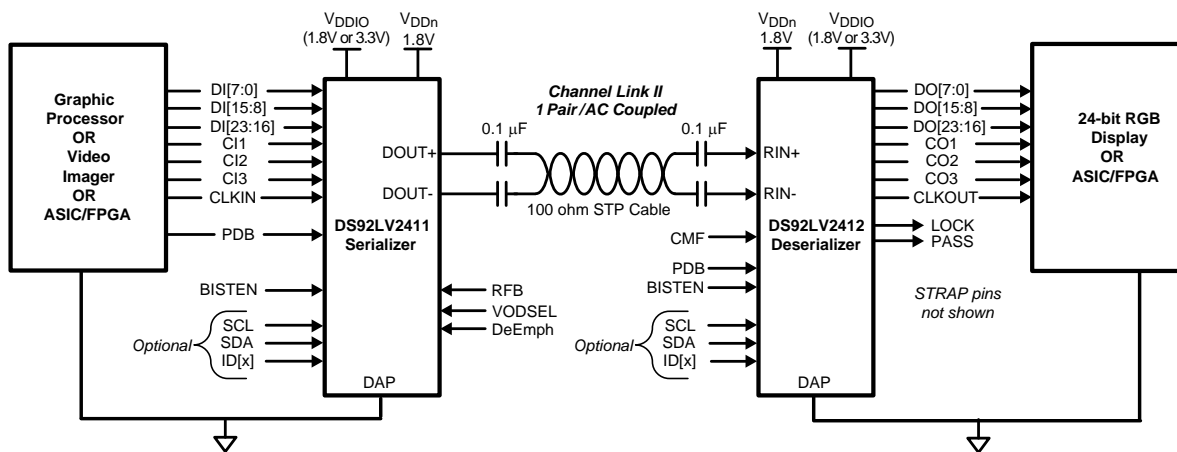 VDDIO
(1.8V or 3.3V)
VDDn
1.8V
VDDn
1.8V
VDDIO
(1.8V or 3.3V)
Graphic
Processor
OR
Video
Imager
OR
ASIC/FPGA
DI[7:0]
DI[15:8]
DI[23:16]
CI1
CI2
CI3
CLKIN
PDB
BISTEN
Optional
SCL
SDA
ID[x]
DOUT+
DOUT-
DS92LV2411
Serializer
DAP
RFB
VODSEL
DeEmph
Channel Link II
1 Pair /AC Coupled
0.1 μF
0.1 μF
100 ohm STP Cable
CMF
PDB
BISTEN
Optional
SCL
SDA
ID[x]
RIN+
RIN-
DS92LV2412
Deserializer
DAP
DO[7:0]
DO[15:8]
DO[23:16]
CO1
CO2
CO3
CLKOUT
LOCK
PASS
STRAP pins
not shown
24-bit RGB
Display
OR
ASIC/FPGA